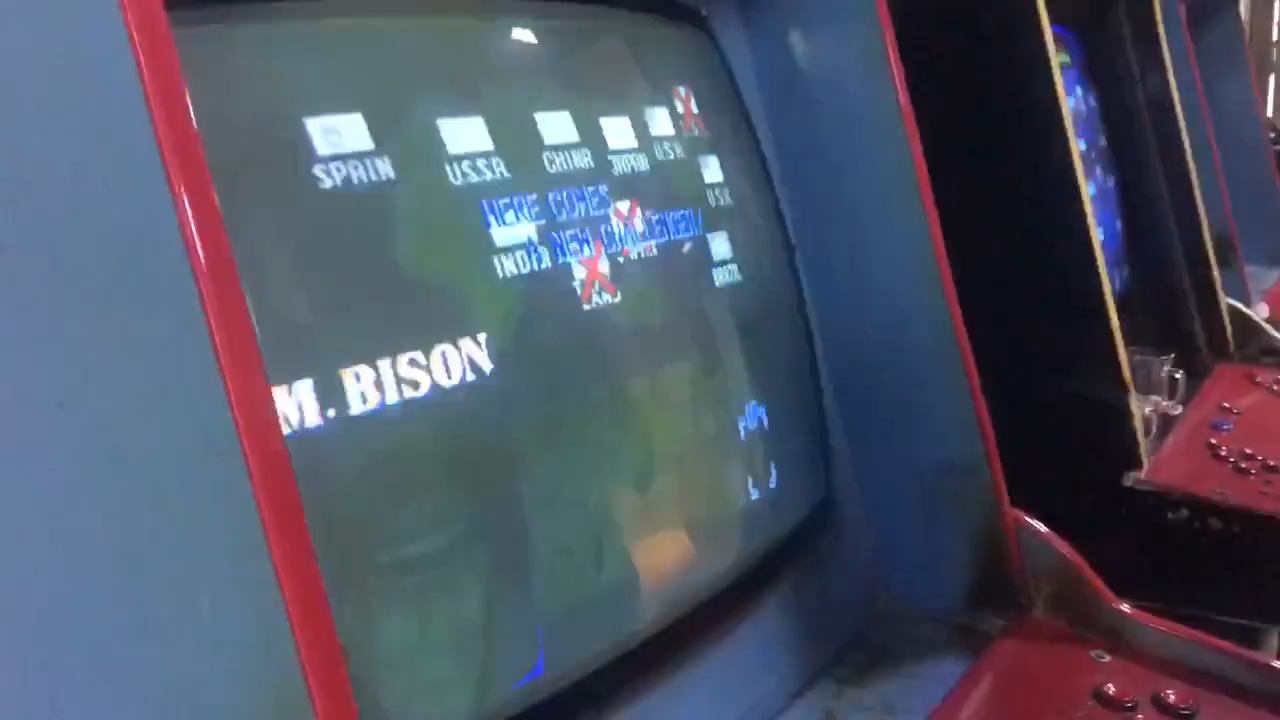 SPAIN
U.S.S.R.
CHINA
JAPAN
U.S.A.
U.S.A.
HERE COMES
A NEW CHALLENGER!
INDIA
BRAZIL
M. BISON